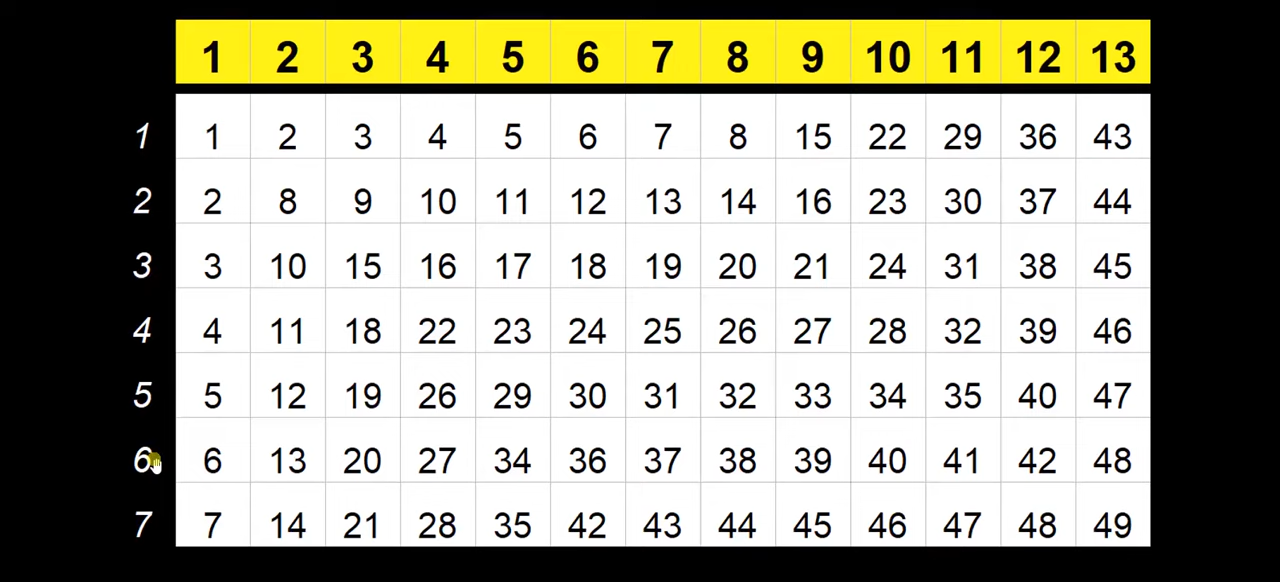 1 2 3 4 5 6 7 8 9 10 11 12 13
1 1 2 3 4 5 6 7 8 15 22 29 36 43
2 2 8 9 10 11 12 13 14 16 23 30 37 44
3 3 10 15 16 17 18 19 20 21 24 31 38 45
4 4 11 18 22 23 24 25 26 27 28 32 39 46
5 5 12 19 26 29 30 31 32 33 34 35 40 47
6 6 13 20 27 34 36 37 38 39 40 41 42 48
7 7 14 21 28 35 42 43 44 45 46 47 48 49